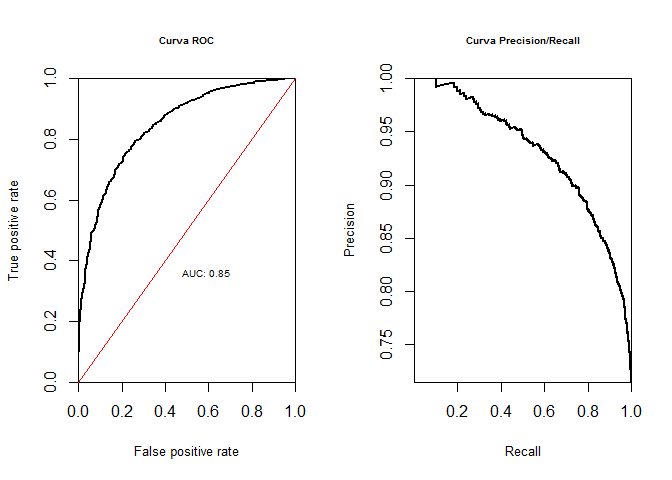 Curva ROC
True positive rate
0.0
0.2
0.4
0.6
0.8
1.0
AUC: 0.85
0.0 0.2 0.4 0.6 0.8 1.0
False positive rate
Curva Precision/Recall
Precision
0.75
0.80
0.85
0.90
0.95
1.00
0.2 0.4 0.6 0.8 1.0
Recall